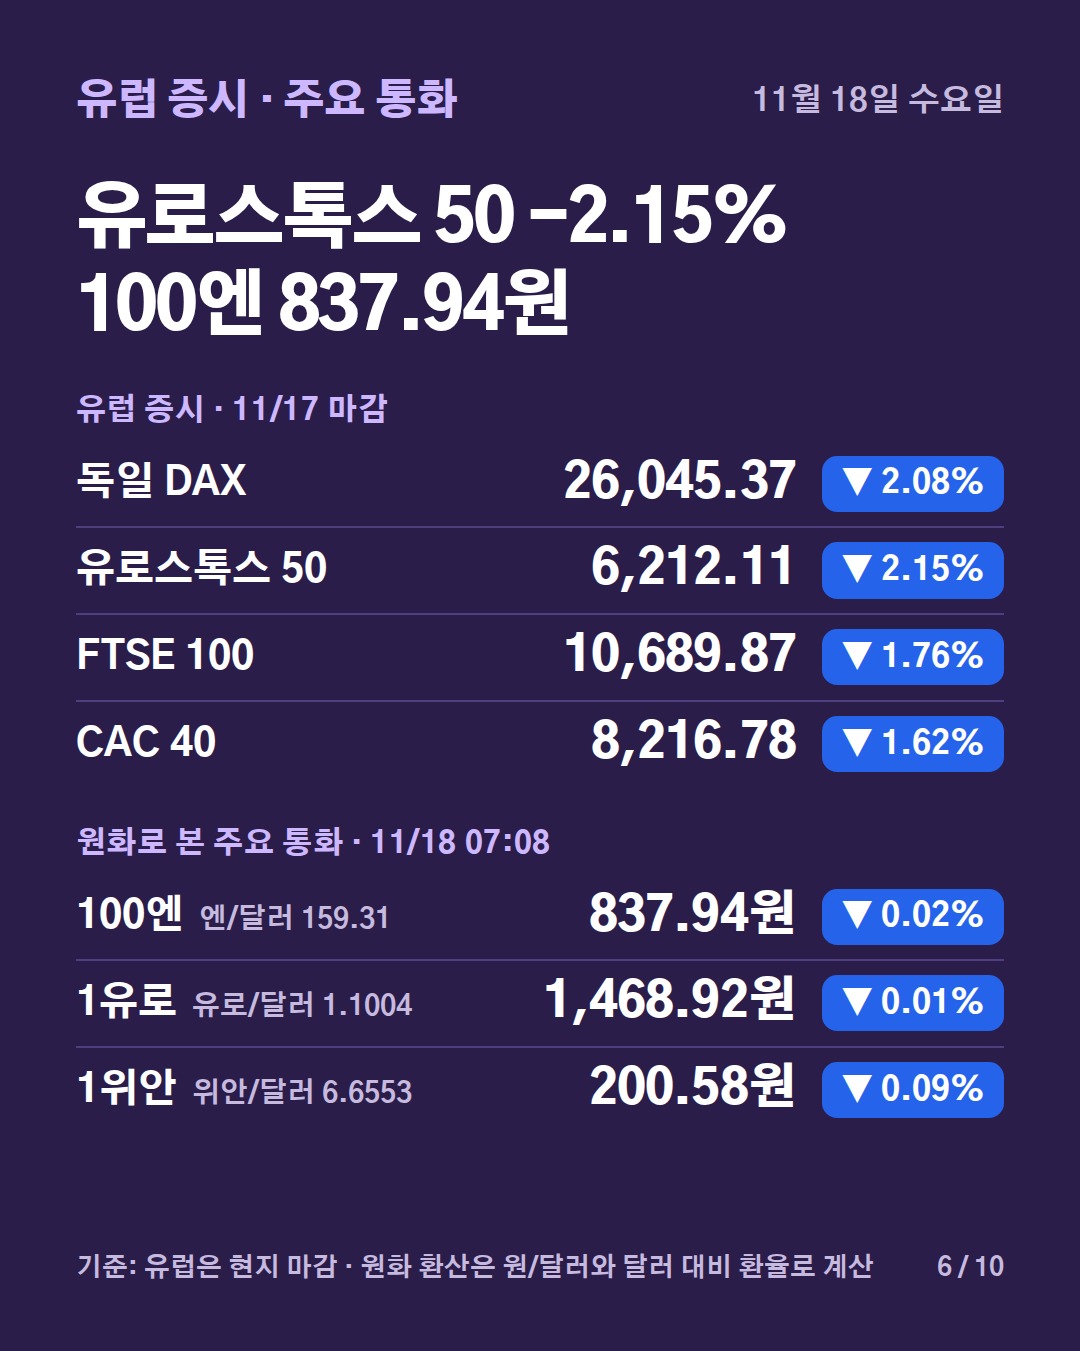 유럽 증시 · 주요 통화 11월 18일 수요일
유로스톡스 50 −2.15%
100엔 837.94원
유럽 증시 · 11/17 마감
독일 DAX 26,045.37 ▼ 2.08%
유로스톡스 50 6,212.11 ▼ 2.15%
FTSE 100 10,689.87 ▼ 1.76%
CAC 40 8,216.78 ▼ 1.62%
원화로 본 주요 통화 · 11/18 07:08
100엔 엔/달러 159.31 837.94원 ▼ 0.02%
1유로 유로/달러 1.1004 1,468.92원 ▼ 0.01%
1위안 위안/달러 6.6553 200.58원 ▼ 0.09%
기준: 유럽은 현지 마감 · 원화 환산은 원/달러와 달러 대비 환율로 계산 6 / 10